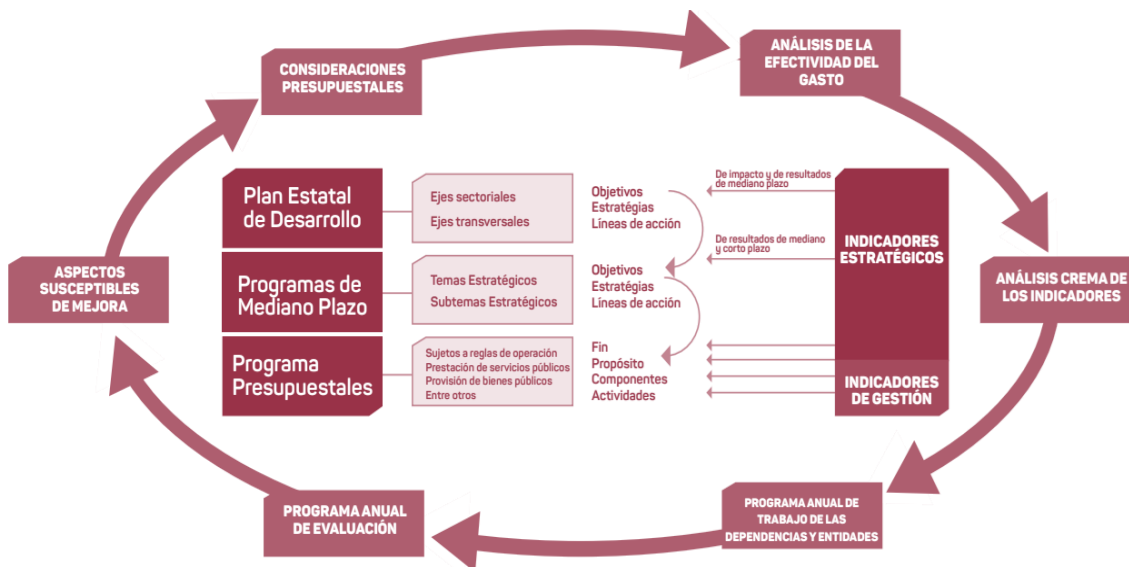 CONSIDERACIONES
PRESUPUESTALES
ANÁLISIS DE LA
EFECTIVIDAD DEL
GASTO
Plan Estatal
de Desarrollo
Ejes sectoriales
Ejes transversales
Objetivos
Estratégias
Líneas de acción
De impacto y de resultados
de mediano plazo
De resultados de mediano
y corto plazo
INDICADORES
ESTRATÉGICOS
ASPECTOS
SUSCEPTIBLES
DE MEJORA
Programas de
Mediano Plazo
Temas Estratégicos
Subtemas Estratégicos
Objetivos
Estratégias
Líneas de acción
ANÁLISIS CREMA DE
LOS INDICADORES
Programa
Presupuestales
Sujetos a reglas de operación
Prestación de servicios públicos
Provisión de bienes públicos
Entre otros
Fin
Propósito
Componentes
Actividades
INDICADORES
DE GESTIÓN
PROGRAMA ANUAL
DE EVALUACIÓN
PROGRAMA ANUAL DE
TRABAJO DE LAS
DEPENDENCIAS Y ENTIDADES